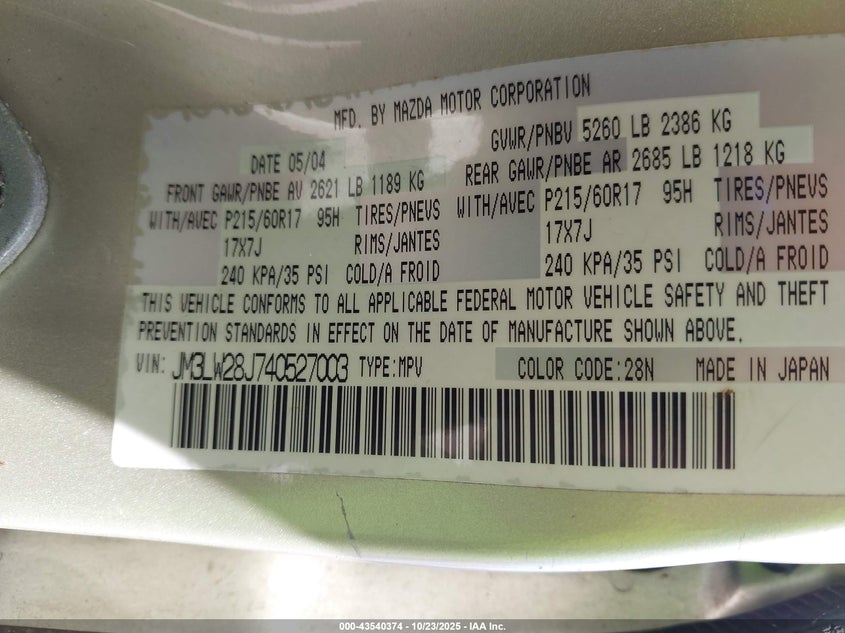 MFD. BY MAZDA MOTOR CORPORATION
DATE 05/04 GVWR/PNBV 5260 LB 2386 KG
FRONT GAWR/PNBE AV 2621 LB 1189 KG REAR GAWR/PNBE AR 2685 LB 1218 KG
WITH/AVEC P215/60R17 95H TIRES/PNEVS WITH/AVEC P215/60R17 95H TIRES/PNEVS
17X7J RIMS/JANTES 17X7J RIMS/JANTES
240 KPA/35 PSI COLD/A FROID 240 KPA/35 PSI COLD/A FROID
THIS VEHICLE CONFORMS TO ALL APPLICABLE FEDERAL MOTOR VEHICLE SAFETY AND THEFT
PREVENTION STANDARDS IN EFFECT ON THE DATE OF MANUFACTURE SHOWN ABOVE.
VIN: JM3LW28J740527003 TYPE:MPV COLOR CODE:28N MADE IN JAPAN
000-43540374 - 10/23/2025 - IAA Inc.